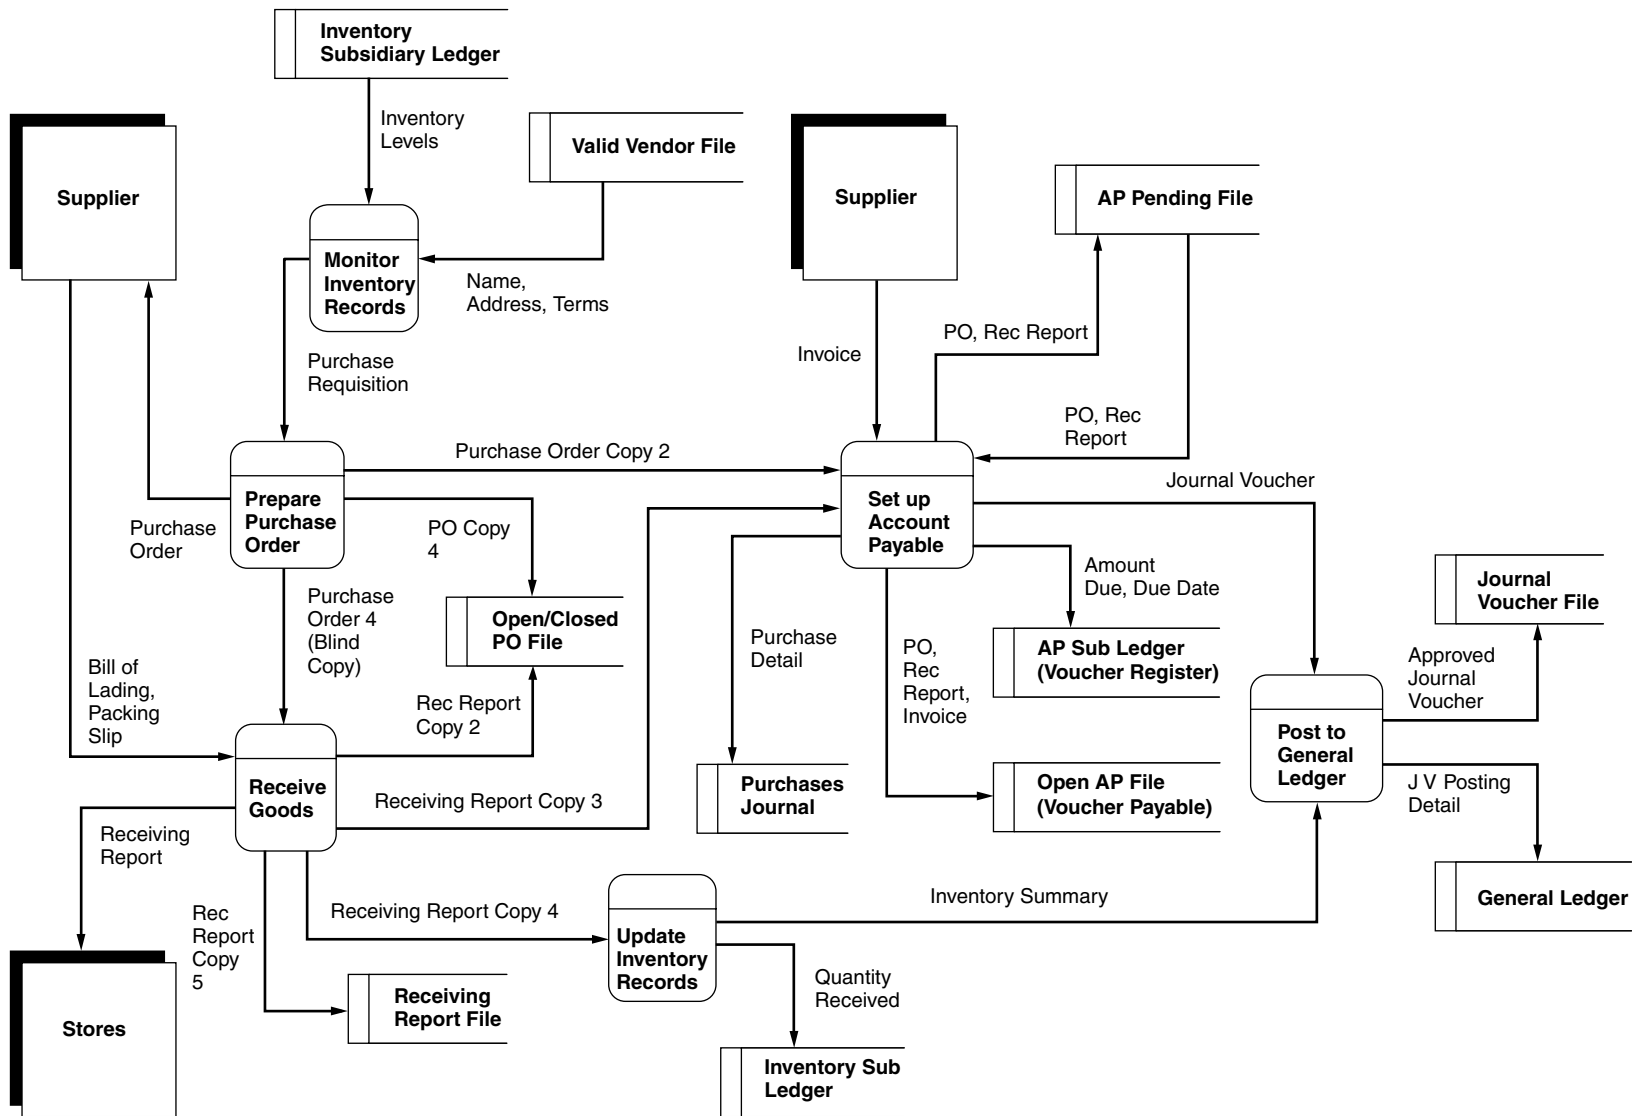 Inventory
Subsidiary Ledger
Inventory
Levels
Valid Vendor File
Supplier
Supplier
AP Pending File
Monitor
Inventory
Records
Name,
Address, Terms
PO, Rec Report
Invoice
Purchase
Requisition
PO, Rec
Report
Purchase Order Copy 2
Journal Voucher
Prepare
Purchase
Order
Set up
Account
Payable
Purchase
Order
PO Copy
4
Amount
Due, Due Date
Journal
Voucher File
Purchase
Order 4
(Blind
Copy)
Open/Closed
PO File
Purchase
Detail
PO,
Rec
Report,
Invoice
AP Sub Ledger
(Voucher Register)
Approved
Journal
Voucher
Bill of
Lading,
Packing
Slip
Rec Report
Copy 2
Post to
General
Ledger
Receive
Goods
Receiving Report Copy 3
Purchases
Journal
Open AP File
(Voucher Payable)
J V Posting
Detail
Receiving
Report
General Ledger
Rec
Report
Copy
5
Receiving Report Copy 4
Inventory Summary
Update
Inventory
Records
Quantity
Received
Receiving
Report File
Stores
Inventory Sub
Ledger